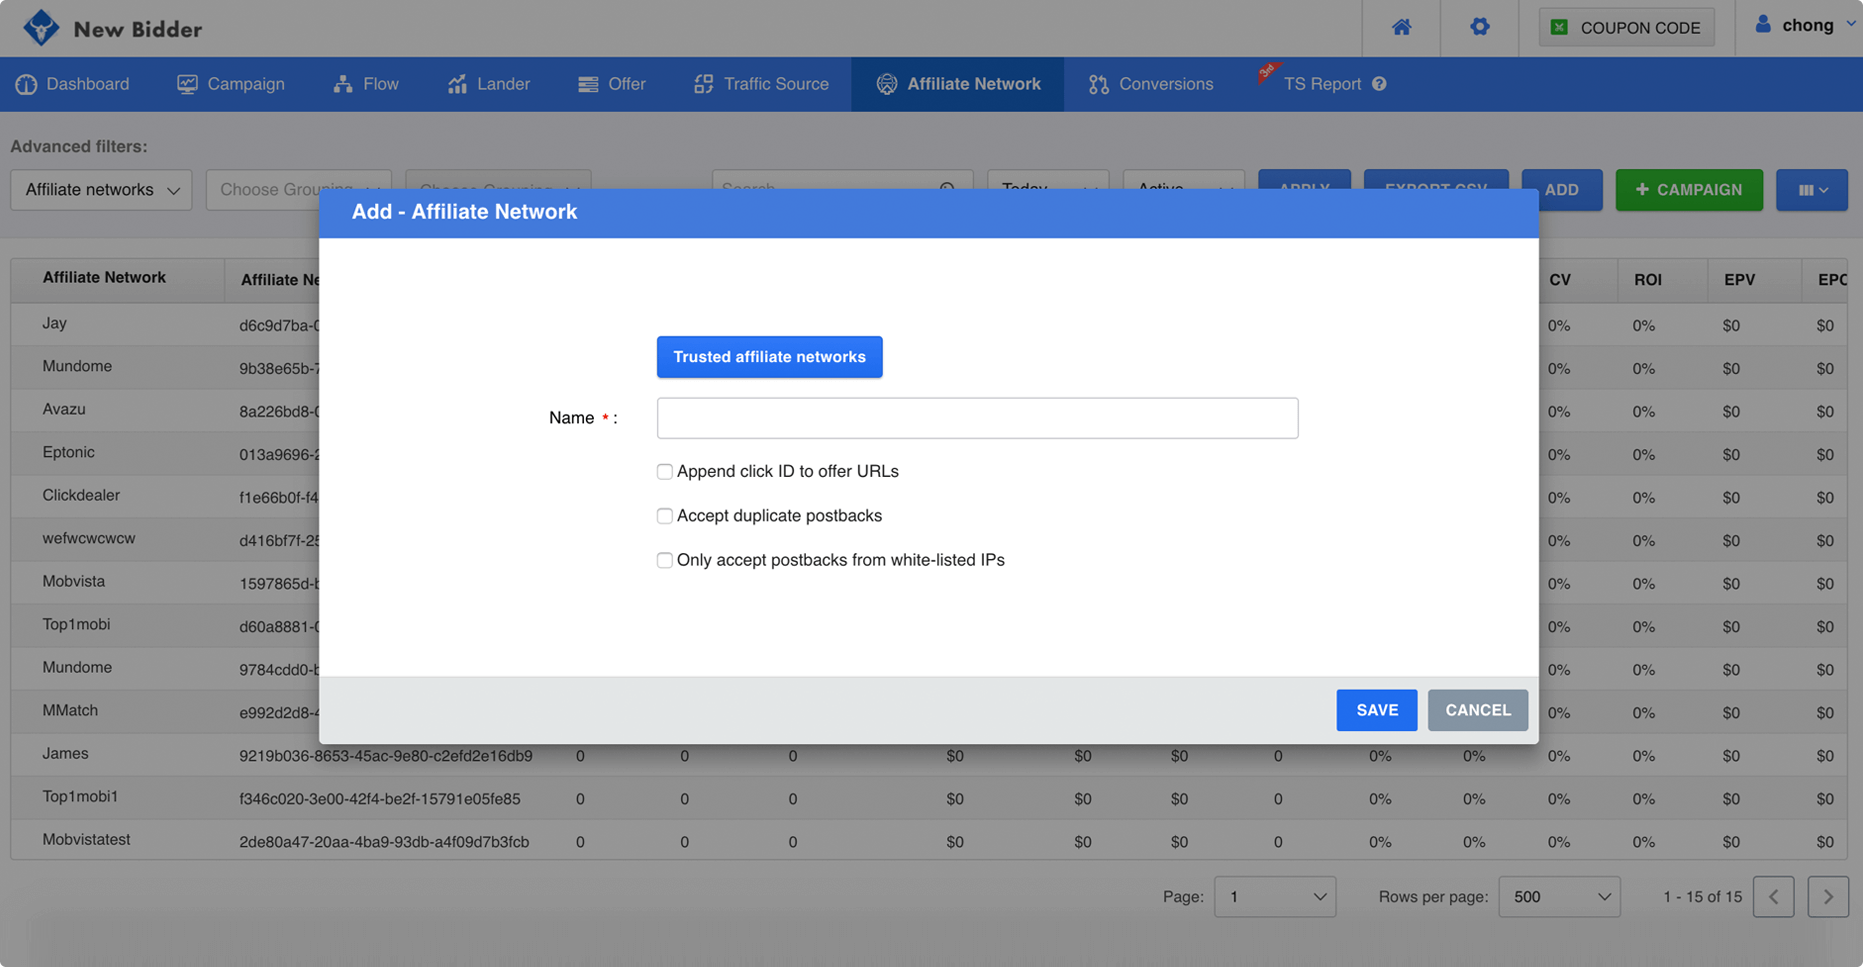 New Bidder
COUPON CODE
chong
Dashboard
Campaign
Flow
Lander
Offer
Traffic Source
Affiliate Network
Conversions
3rd
TS Report
Advanced filters:
Affiliate networks
Choose Grouping
Choose Grouping
Search
Today
Active
APPLY
EXPORT CSV
ADD
+ CAMPAIGN
Add - Affiliate Network
Trusted affiliate networks
Name * :
Append click ID to offer URLs
Accept duplicate postbacks
Only accept postbacks from white-listed IPs
SAVE
CANCEL
Affiliate Network Affiliate Ne CV ROI EPV EPC
Jay d6c9d7ba-0 0% 0% $0 $0
Mundome 9b38e65b-7 0% 0% $0 $0
Avazu 8a226bd8-0 0% 0% $0 $0
Eptonic 013a9696-2 0% 0% $0 $0
Clickdealer f1e66b0f-f4 0% 0% $0 $0
wefwcwcwcw d416bf7f-25 0% 0% $0 $0
Mobvista 1597865d-b 0% 0% $0 $0
Top1mobi d60a8881-0 0% 0% $0 $0
Mundome 9784cdd0-b 0% 0% $0 $0
MMatch e992d2d8-4 0% 0% $0 $0
James 9219b036-8653-45ac-9e80-c2efd2e16db9 0 0 0 $0 $0 $0 0 0% 0% 0% 0% $0 $0
Top1mobi1 f346c020-3e00-42f4-be2f-15791e05fe85 0 0 0 $0 $0 $0 0 0% 0% 0% 0% $0 $0
Mobvistatest 2de80a47-20aa-4ba9-93db-a4f09d7b3fcb 0 0 0 $0 $0 $0 0 0% 0% 0% 0% $0 $0
Page: 1 Rows per page: 500 1 - 15 of 15